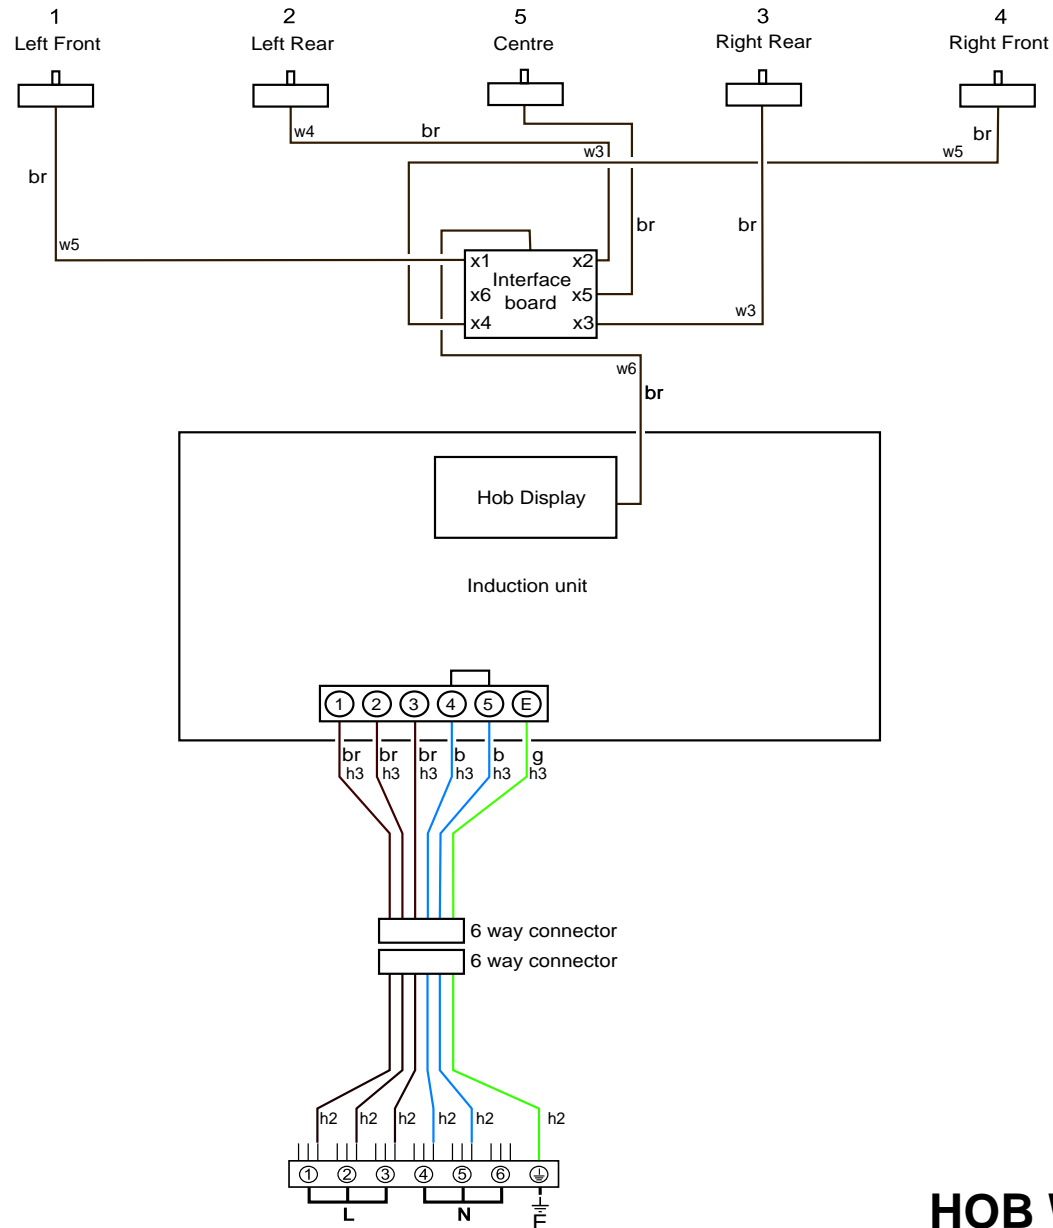 1 2 5 3 4
Left Front Left Rear Centre Right Rear Right Front
w4 br w3 br w5
br
w5 br br
x1 x2
Interface
x6 x5
board
x4 x3 w3
w6
br
Hob Display
Induction unit
1 2 3 4 5 E
br br br b b g
h3 h3 h3 h3 h3 h3
6 way connector
6 way connector
h2 h2 h2 h2 h2 h2
1 2 3 4 5 6
L N E
HOB